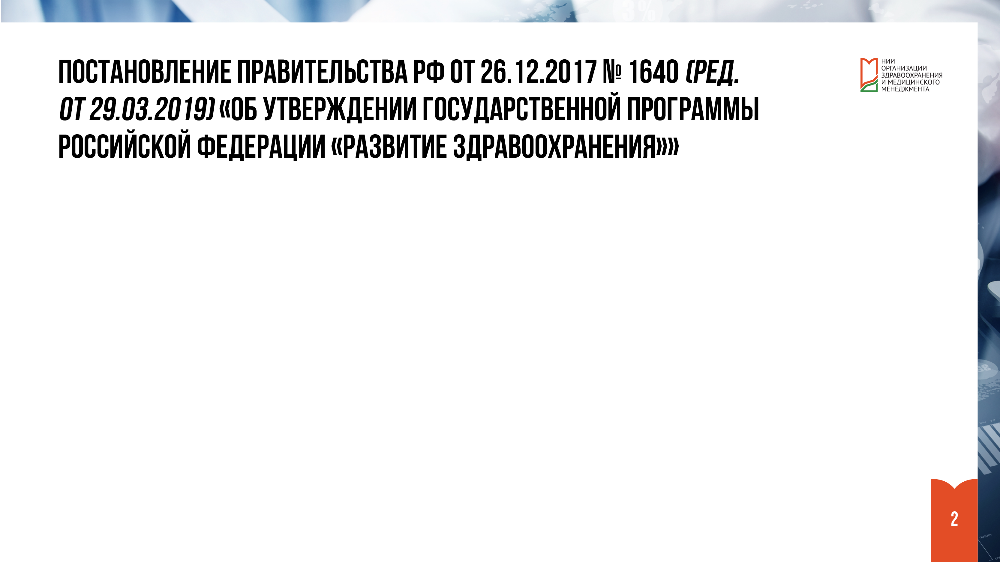 ПОСТАНОВЛЕНИЕ ПРАВИТЕЛЬСТВА РФ ОТ 26.12.2017 № 1640 (РЕД.
ОТ 29.03.2019) «ОБ УТВЕРЖДЕНИИ ГОСУДАРСТВЕННОЙ ПРОГРАММЫ
РОССИЙСКОЙ ФЕДЕРАЦИИ «РАЗВИТИЕ ЗДРАВООХРАНЕНИЯ»»
НИИ
ОРГАНИЗАЦИИ
ЗДРАВООХРАНЕНИЯ
И МЕДИЦИНСКОГО
МЕНЕДЖМЕНТА
3%
2